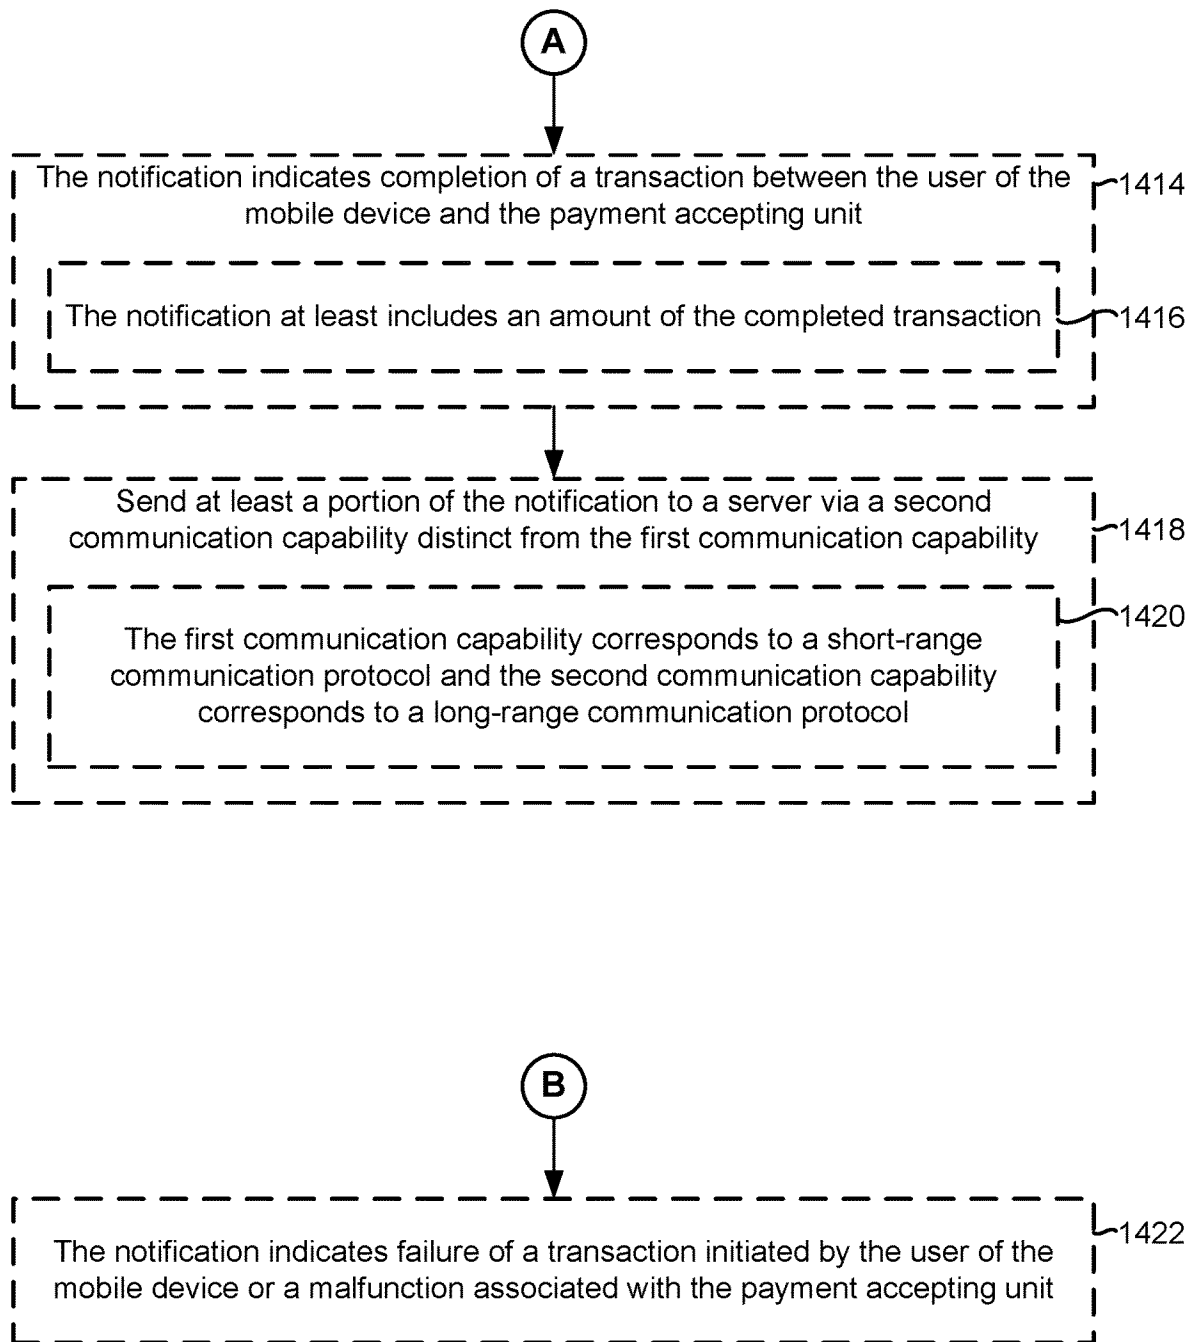 A
The notification indicates completion of a transaction between the user of the
mobile device and the payment accepting unit
1414
The notification at least includes an amount of the completed transaction
1416
Send at least a portion of the notification to a server via a second
communication capability distinct from the first communication capability
1418
The first communication capability corresponds to a short-range
communication protocol and the second communication capability
corresponds to a long-range communication protocol
1420
B
The notification indicates failure of a transaction initiated by the user of the
mobile device or a malfunction associated with the payment accepting unit
1422